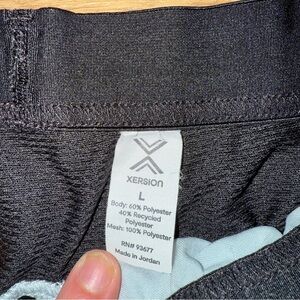 XERSION
L
Body: 60% Polyester
40% Recycled
Polyester
Mesh: 100% Polyester
RN# 93677
Made in Jordan